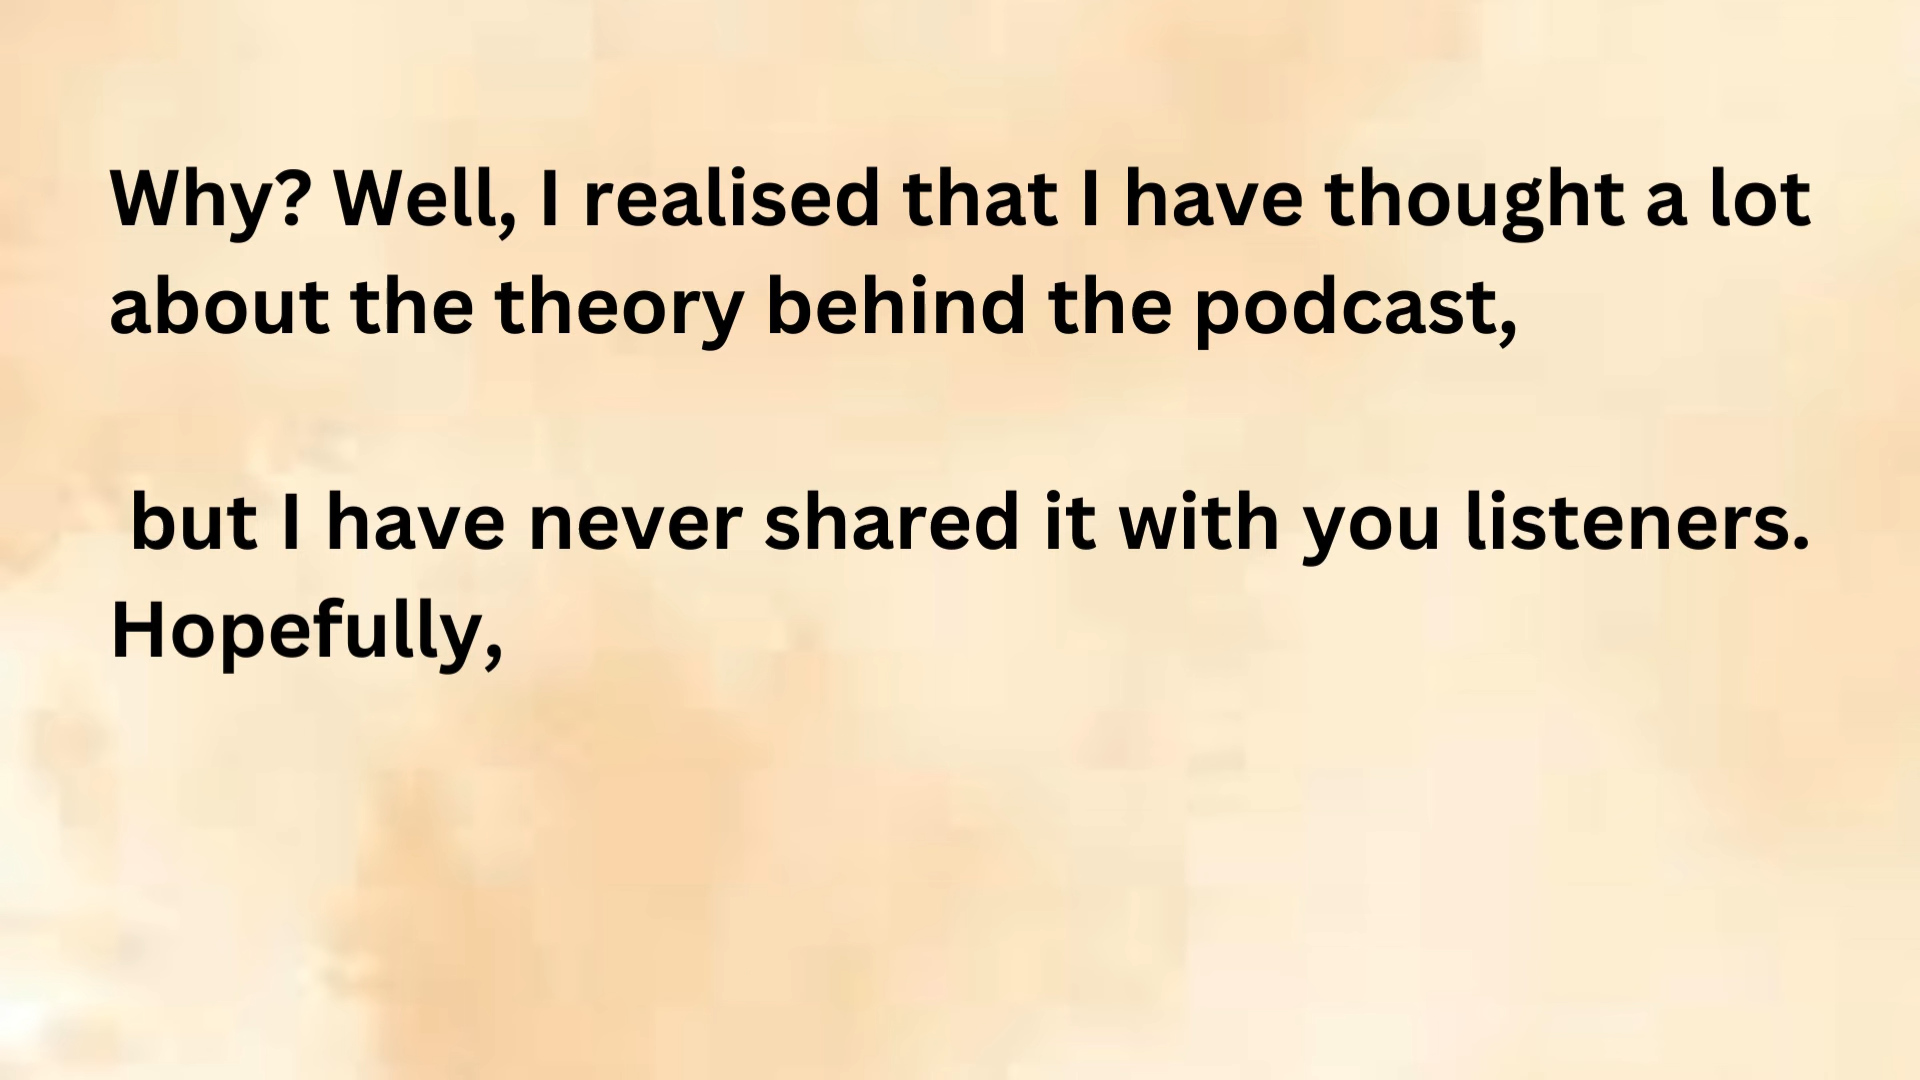 Why? Well, I realised that I have thought a lot
about the theory behind the podcast,
but I have never shared it with you listeners.
Hopefully,